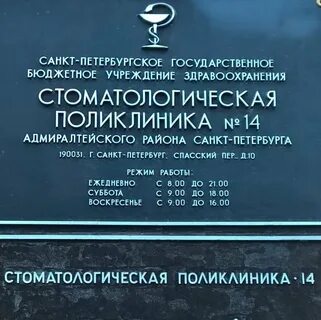 САНКТ-ПЕТЕРБУРГСКОЕ ГОСУДАРСТВЕННОЕ
БЮДЖЕТНОЕ УЧРЕЖДЕНИЕ ЗДРАВООХРАНЕНИЯ
СТОМАТОЛОГИЧЕСКАЯ
ПОЛИКЛИНИКА №14
АДМИРАЛТЕЙСКОГО РАЙОНА САНКТ-ПЕТЕРБУРГА
190031, Г. САНКТ-ПЕТЕРБУРГ, СПАССКИЙ ПЕР., Д.10
РЕЖИМ РАБОТЫ:
ЕЖЕДНЕВНО С 8.00 ДО 21.00
СУББОТА С 9.00 ДО 18.00
ВОСКРЕСЕНЬЕ С 9.00 ДО 16.00
СТОМАТОЛОГИЧЕСКАЯ ПОЛИКЛИНИКА·14